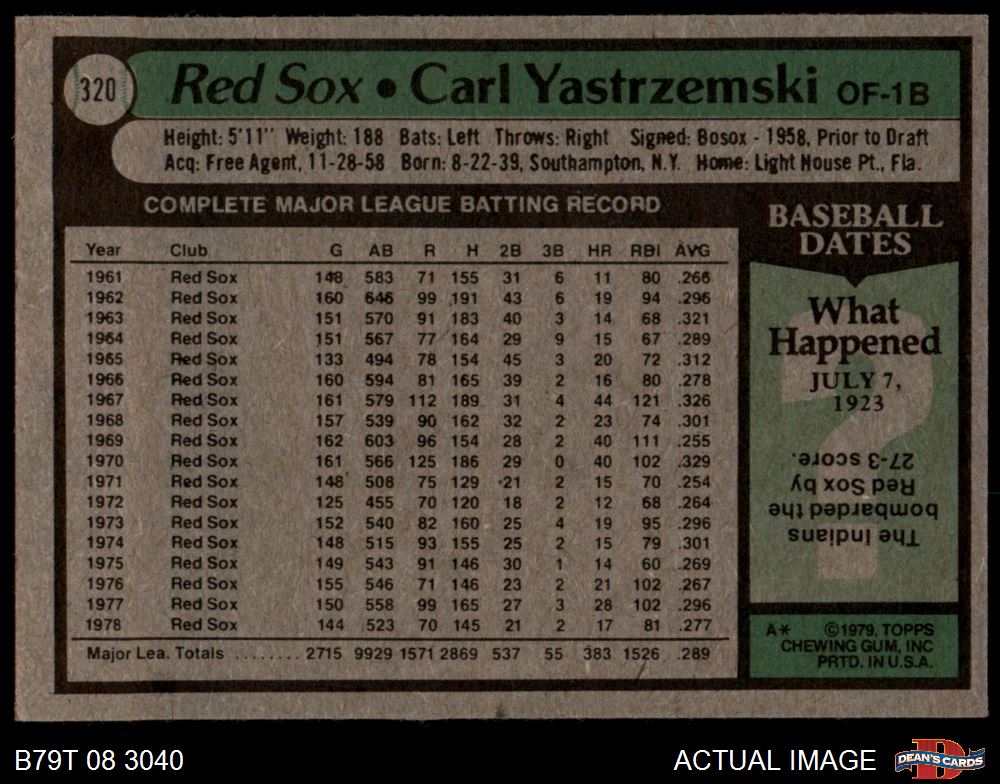 320 Red Sox • Carl Yastrzemski OF-1B
Height: 5'11" Weight: 188 Bats: Left Throws: Right Signed: Bosox - 1958, Prior to Draft
Acq: Free Agent, 11-28-58 Born: 8-22-39, Southampton, N.Y. Home: Light House Pt., Fla.
COMPLETE MAJOR LEAGUE BATTING RECORD
Year Club G AB R H 2B 3B HR RBI AVG
1961 Red Sox 148 583 71 155 31 6 11 80 .266
1962 Red Sox 160 646 99 191 43 6 19 94 .296
1963 Red Sox 151 570 91 183 40 3 14 68 .321
1964 Red Sox 151 567 77 164 29 9 15 67 .289
1965 Red Sox 133 494 78 154 45 3 20 72 .312
1966 Red Sox 160 594 81 165 39 2 16 80 .278
1967 Red Sox 161 579 112 189 31 4 44 121 .326
1968 Red Sox 157 539 90 162 32 2 23 74 .301
1969 Red Sox 162 603 96 154 28 2 40 111 .255
1970 Red Sox 161 566 125 186 29 0 40 102 .329
1971 Red Sox 148 508 75 129 21 2 15 70 .254
1972 Red Sox 125 455 70 120 18 2 12 68 .264
1973 Red Sox 152 540 82 160 25 4 19 95 .296
1974 Red Sox 148 515 93 155 25 2 15 79 .301
1975 Red Sox 149 543 91 146 30 1 14 60 .269
1976 Red Sox 155 546 71 146 23 2 21 102 .267
1977 Red Sox 150 558 99 165 27 3 28 102 .296
1978 Red Sox 144 523 70 145 21 2 17 81 .277
Major Lea. Totals ........ 2715 9929 1571 2869 537 55 383 1526 .289
BASEBALL
DATES
What
Happened
JULY 7,
1923
?
The Indians
bombarded the
Red Sox by
27-3 score.
A* ©1979, TOPPS
CHEWING GUM, INC
PRTD. IN U.S.A.
B79T 08 3040
ACTUAL IMAGE
D
DEAN'S CARDS